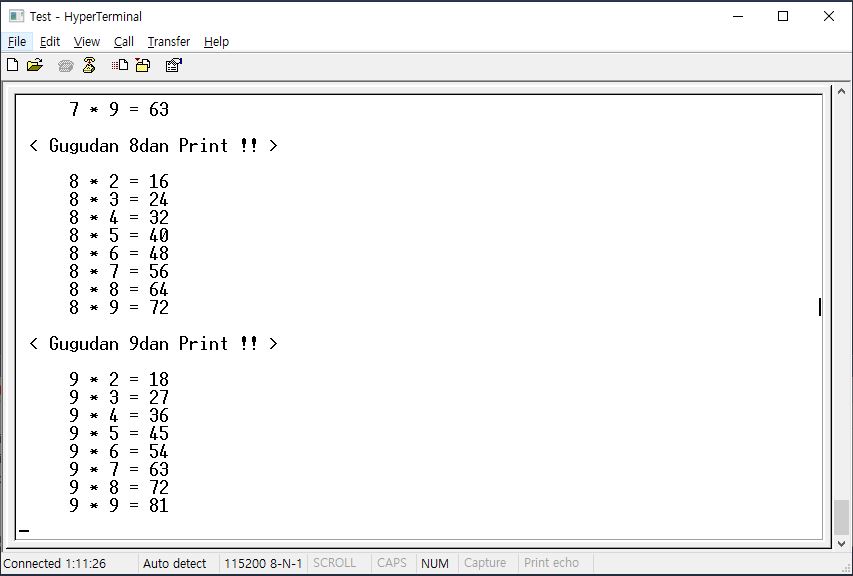 Test - HyperTerminal
File Edit View Call Transfer Help
7 * 9 = 63
< Gugudan 8dan Print !! >
8 * 2 = 16
8 * 3 = 24
8 * 4 = 32
8 * 5 = 40
8 * 6 = 48
8 * 7 = 56
8 * 8 = 64
8 * 9 = 72
< Gugudan 9dan Print !! >
9 * 2 = 18
9 * 3 = 27
9 * 4 = 36
9 * 5 = 45
9 * 6 = 54
9 * 7 = 63
9 * 8 = 72
9 * 9 = 81
Connected 1:11:26 Auto detect 115200 8-N-1 SCROLL CAPS NUM Capture Print echo